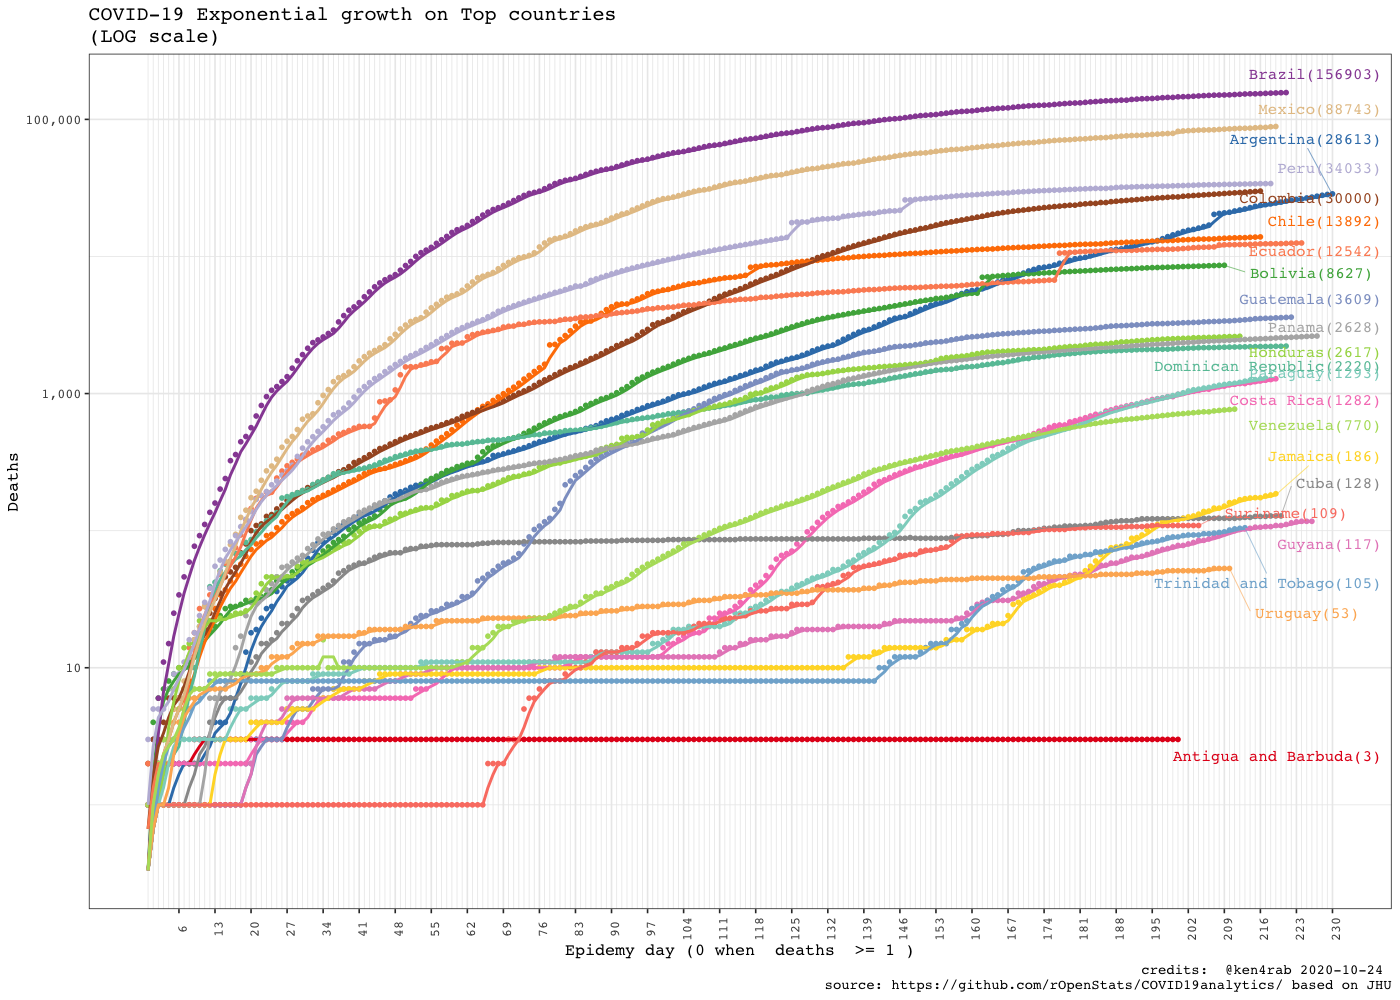 COVID-19 Exponential growth on Top countries
(LOG scale)
Brazil(156903)
Mexico(88743)
100,000
Argentina(28613)
Peru(34033)
Colombia(30000)
Chile(13892)
Ecuador(12542)
Bolivia(8627)
Guatemala(3609)
Panama(2628)
Honduras(2617)
Dominican Republic(2220)
Paraguay(1293)
1,000
Costa Rica(1282)
Venezuela(770)
Jamaica(186)
Cuba(128)
Suriname(109)
Guyana(117)
Trinidad and Tobago(105)
Uruguay(53)
10
Antigua and Barbuda(3)
Deaths
6 13 20 27 34 41 48 55 62 69 76 83 90 97 104 111 118 125 132 139 146 153 160 167 174 181 188 195 202 209 216 223 230
Epidemy day (0 when  deaths  >= 1 )
credits:  @ken4rab 2020-10-24
source: https://github.com/rOpenStats/COVID19analytics/ based on JHU